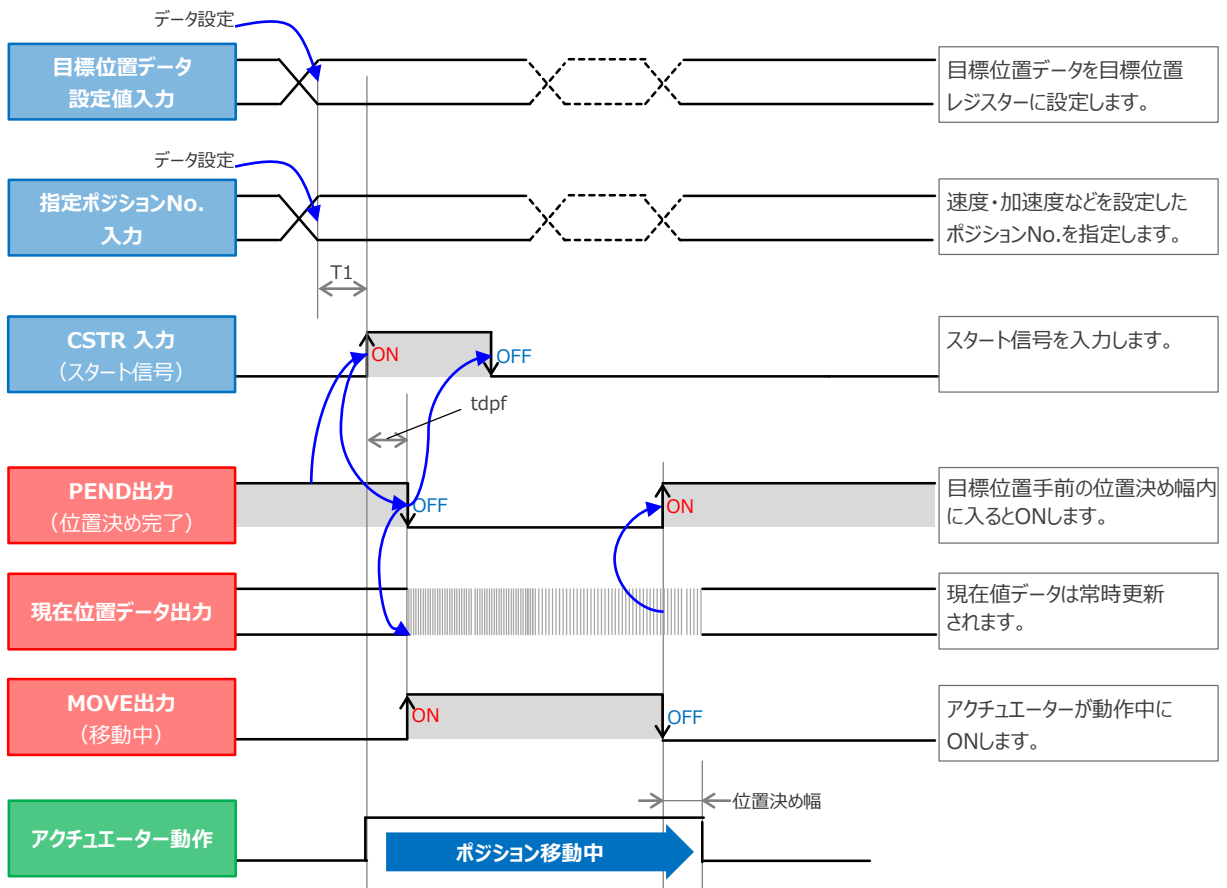 データ設定
目標位置データ
設定値入力
目標位置データを目標位置
レジスターに設定します。
データ設定
指定ポジションNo.
入力
速度・加速度などを設定した
ポジションNo.を指定します。
T1
CSTR 入力
（スタート信号）
ON
OFF
スタート信号を入力します。
tdpf
PEND出力
（位置決め完了）
OFF
ON
目標位置手前の位置決め幅内
に入るとONします。
現在位置データ出力
現在値データは常時更新
されます。
MOVE出力
（移動中）
ON
OFF
アクチュエーターが動作中に
ONします。
位置決め幅
アクチュエーター動作
ポジション移動中